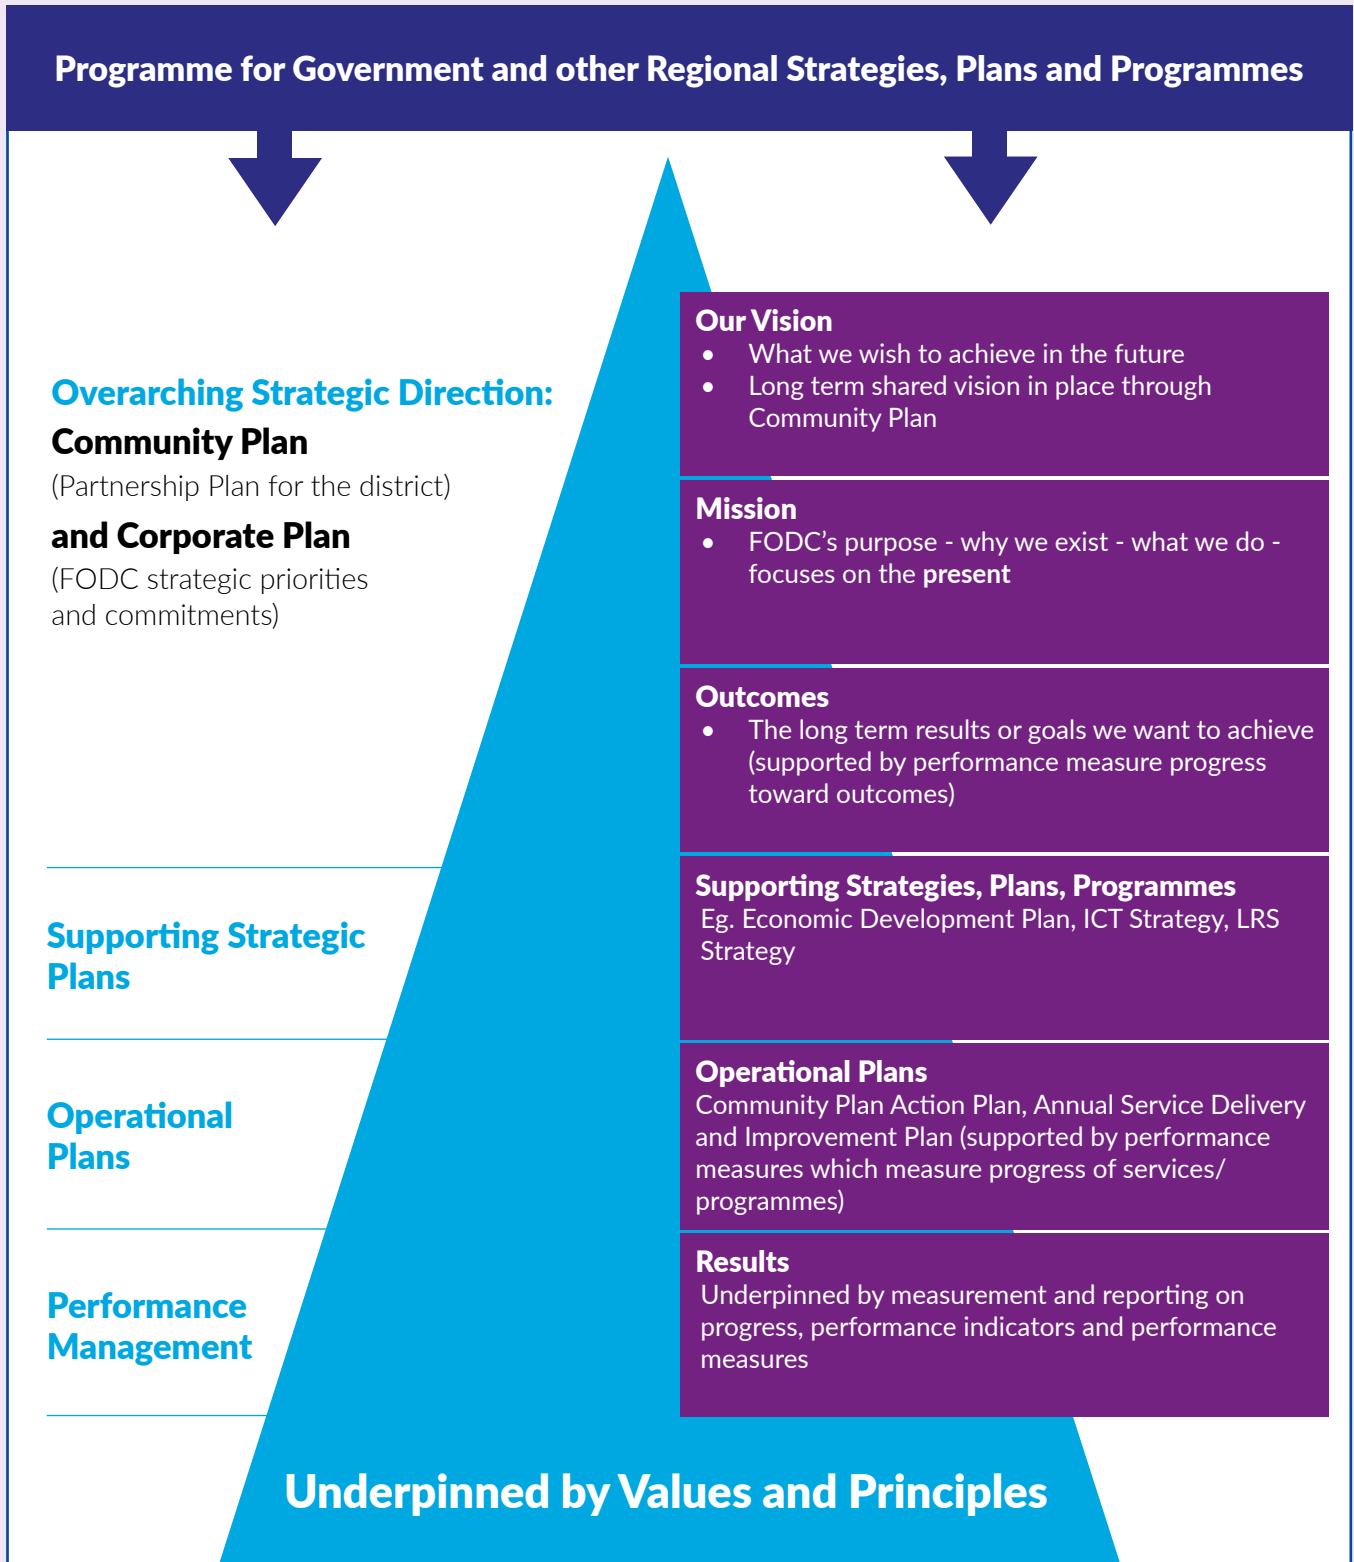 Programme for Government and other Regional Strategies, Plans and Programmes
Overarching Strategic Direction:
Community Plan
(Partnership Plan for the district)
and Corporate Plan
(FODC strategic priorities
and commitments)
Our Vision
• What we wish to achieve in the future
• Long term shared vision in place through
Community Plan
Mission
• FODC’s purpose - why we exist - what we do -
focuses on the present
Outcomes
• The long term results or goals we want to achieve
(supported by performance measure progress
toward outcomes)
Supporting Strategic
Plans
Supporting Strategies, Plans, Programmes
Eg. Economic Development Plan, ICT Strategy, LRS
Strategy
Operational
Plans
Operational Plans
Community Plan Action Plan, Annual Service Delivery
and Improvement Plan (supported by performance
measures which measure progress of services/
programmes)
Performance
Management
Results
Underpinned by measurement and reporting on
progress, performance indicators and performance
measures
Underpinned by Values and Principles